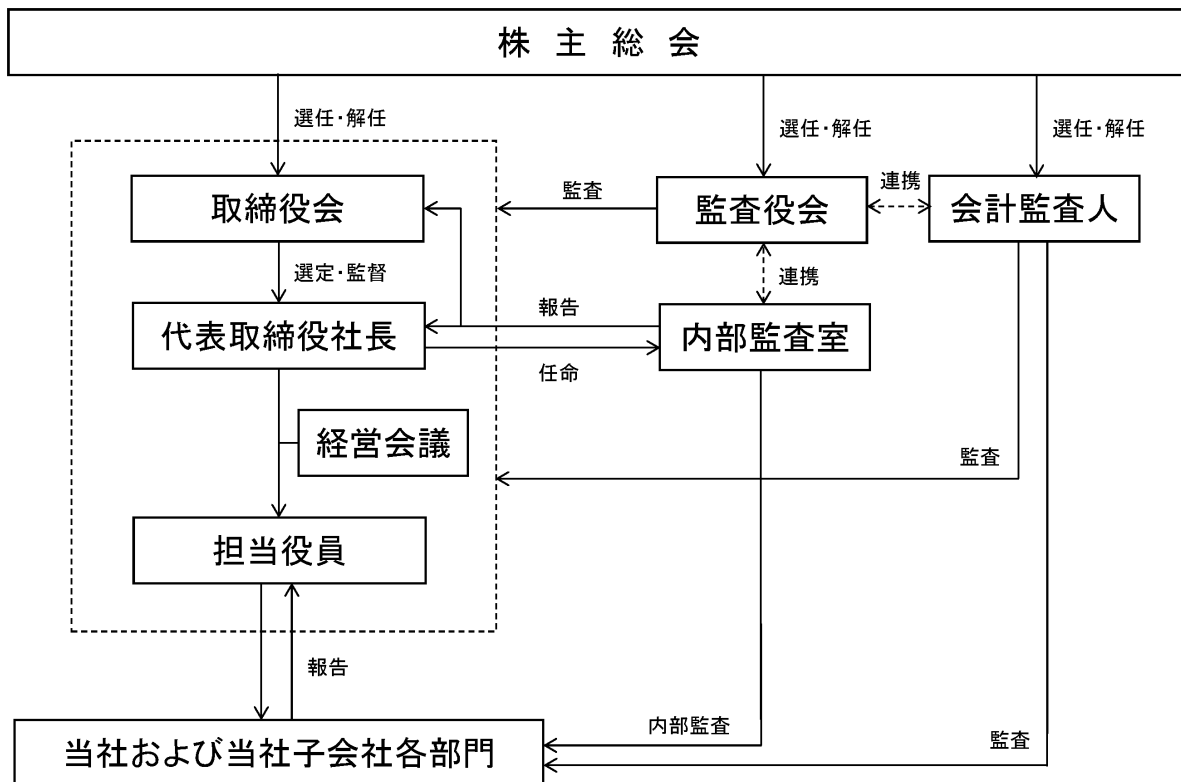 株主総会
選任・解任
選任・解任
選任・解任
取締役会
監査
監査役会
連携
会計監査人
選定・監督
連携
代表取締役社長
報告
任命
内部監査室
経営会議
監査
担当役員
報告
内部監査
監査
当社および当社子会社各部門